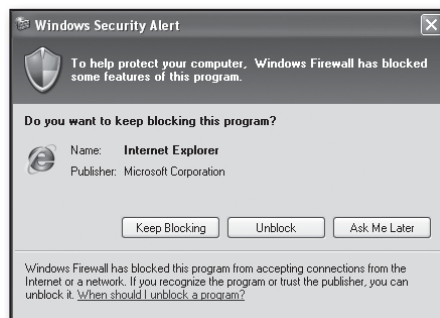 Windows Security Alert
To help protect your computer, Windows Firewall has blocked
some features of this program.
Do you want to keep blocking this program?
Name: Internet Explorer
Publisher: Microsoft Corporation
Keep Blocking Unblock Ask Me Later
Windows Firewall has blocked this program from accepting connections from the
Internet or a network. If you recognize the program or trust the publisher, you can
unblock it. When should I unblock a program?